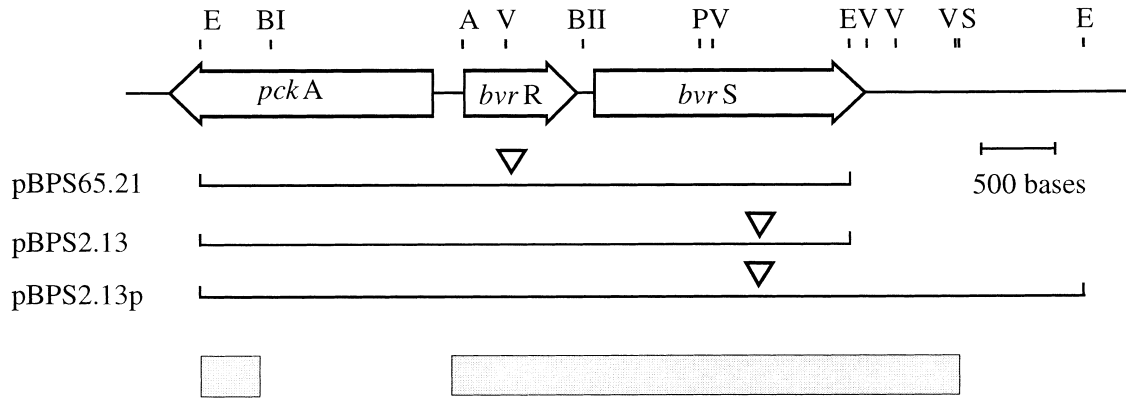 E BI A V BII PV EV V VS E
pckA bvrR bvrS
500 bases
pBPS65.21
pBPS2.13
pBPS2.13p